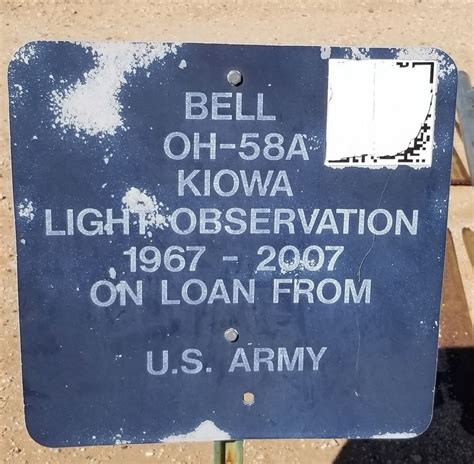 BELL
OH-58A
KIOWA
LIGHT OBSERVATION
1967 - 2007
ON LOAN FROM
U.S. ARMY